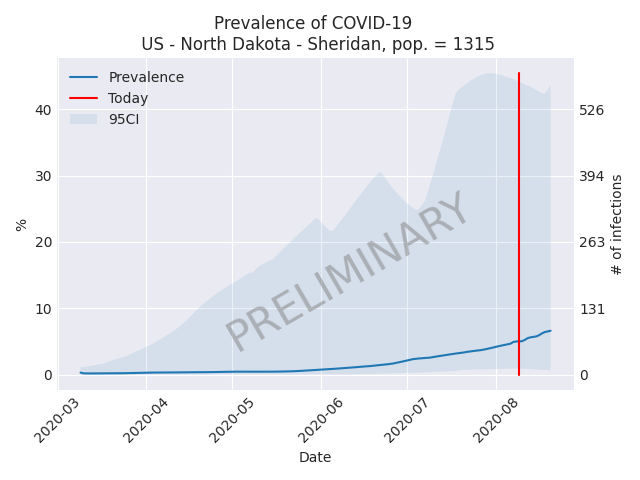 Prevalence of COVID-19
US - North Dakota - Sheridan, pop. = 1315
Prevalence
Today
95CI
40
30
20
10
0
%
526
394
263
131
0
# of infections
PRELIMINARY
2020-03
2020-04
2020-05
2020-06
2020-07
2020-08
Date